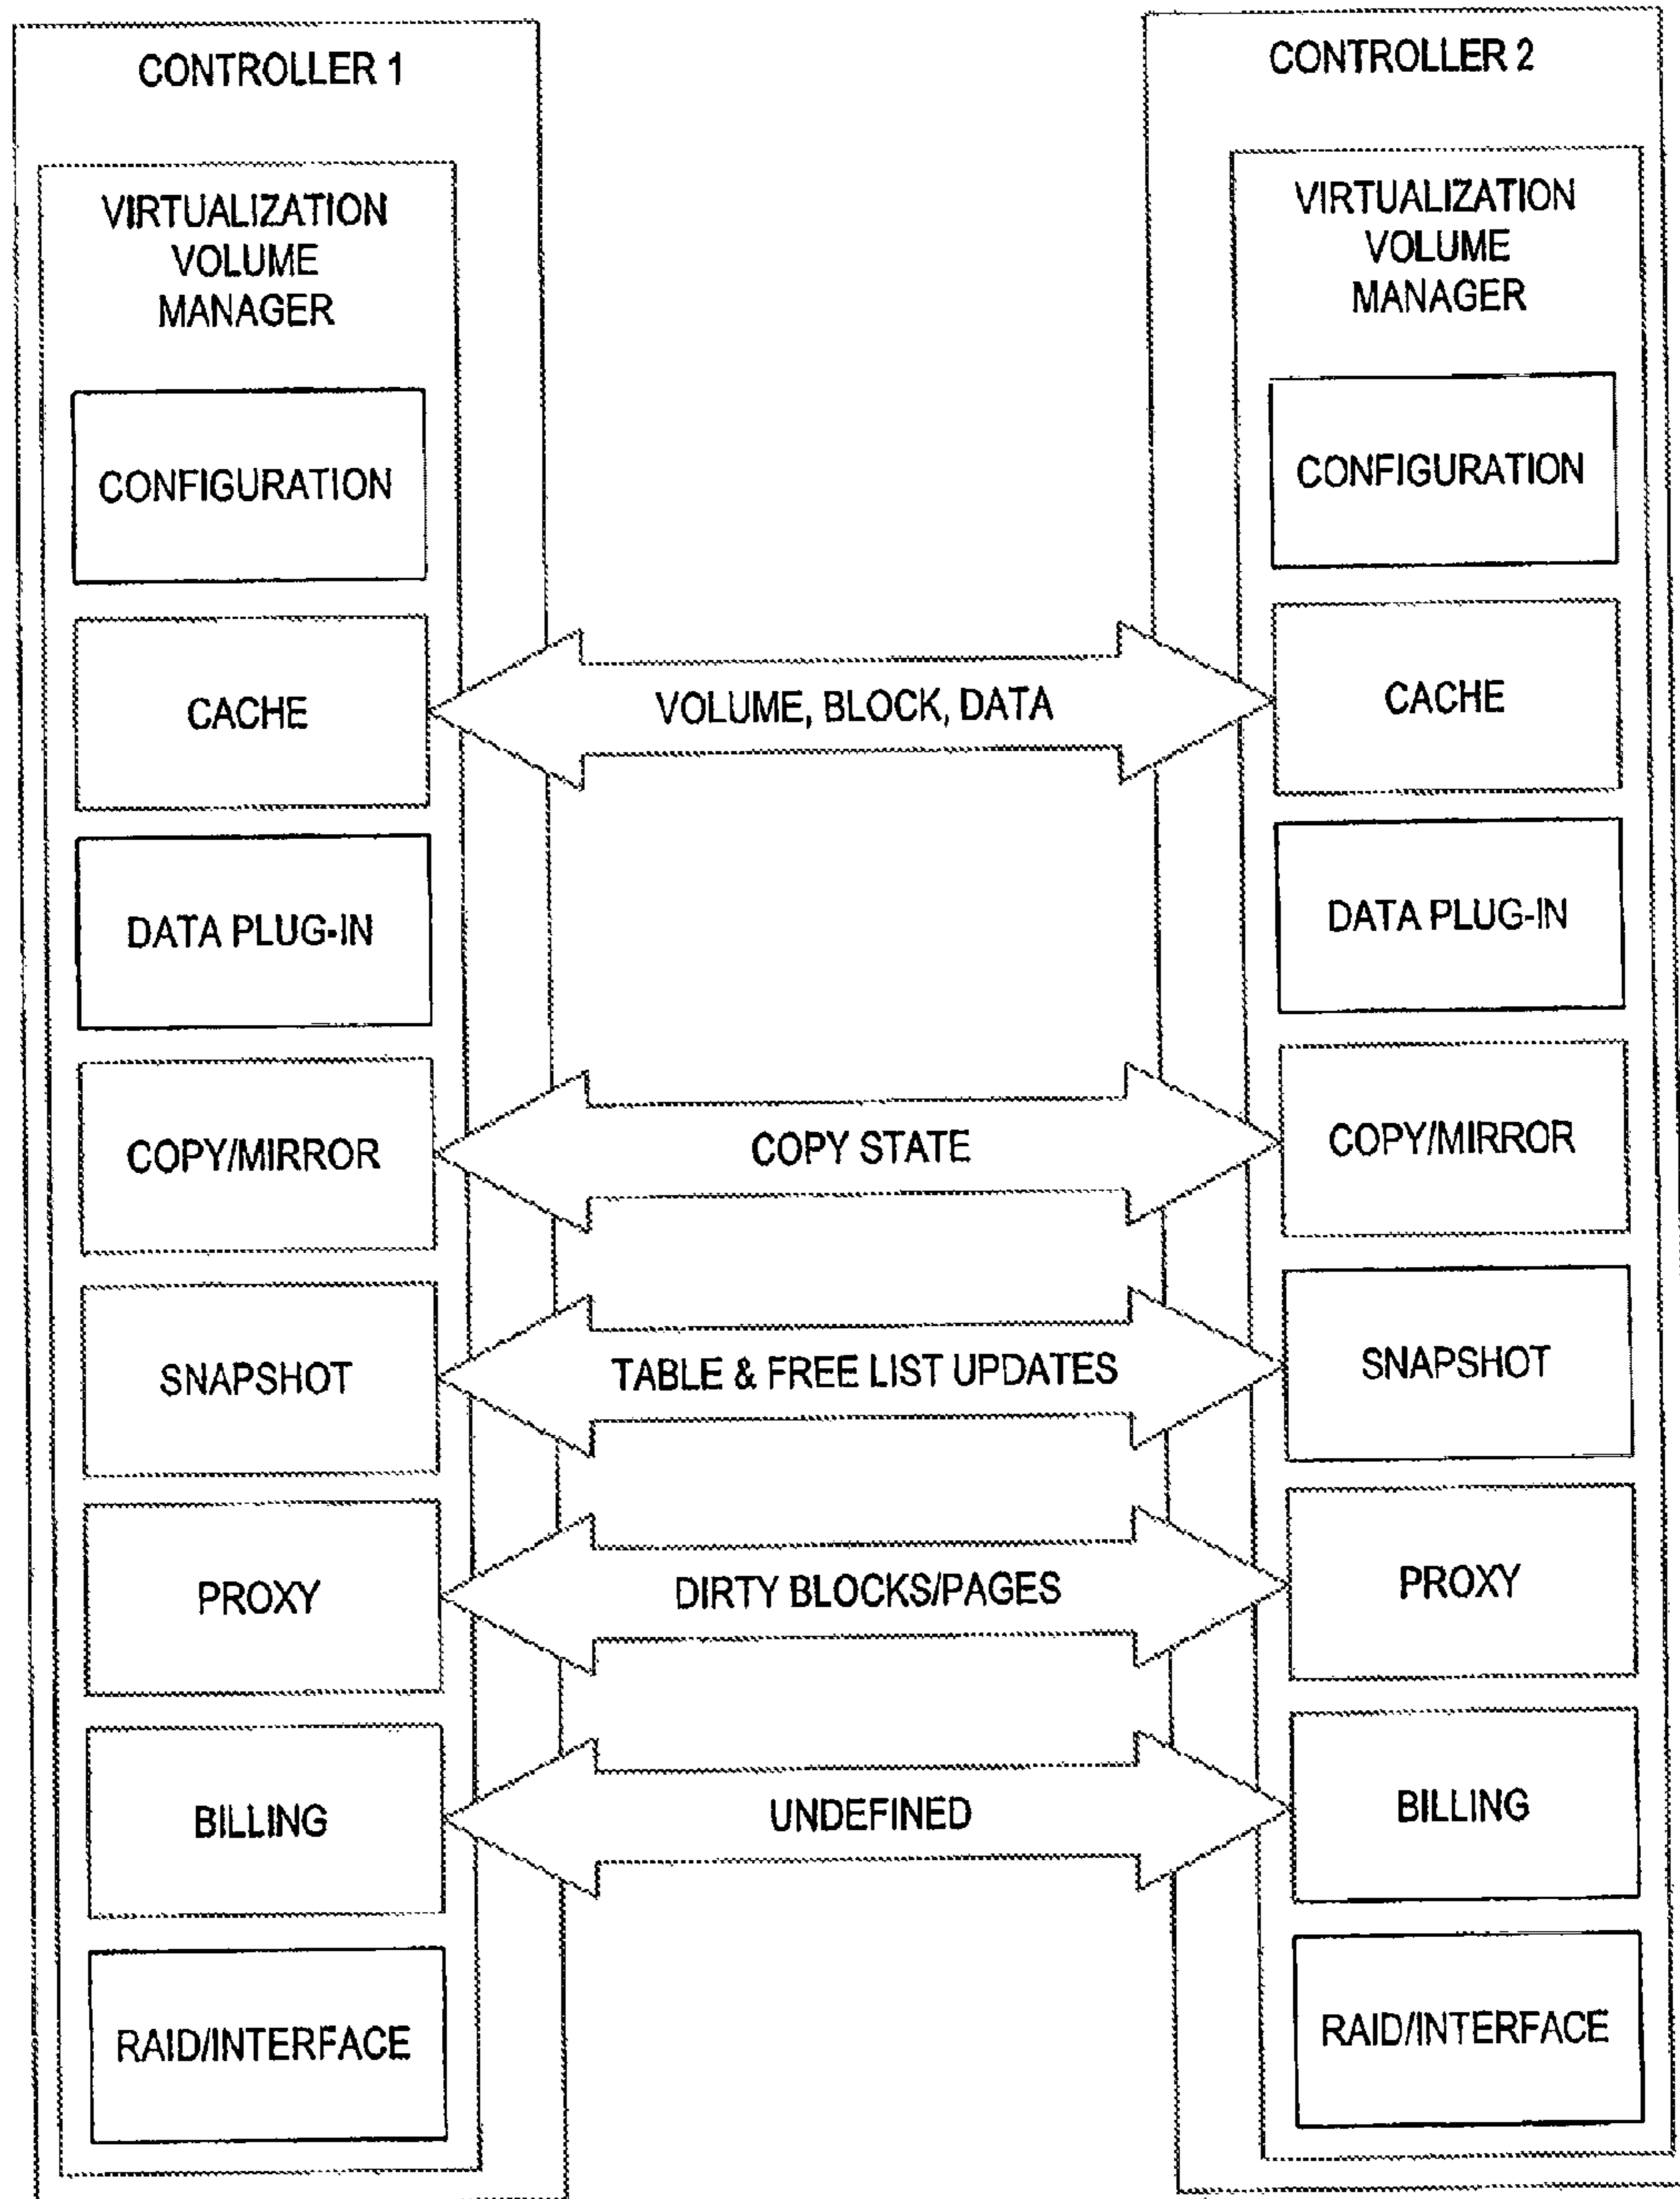 CONTROLLER 1
VIRTUALIZATION
VOLUME
MANAGER
CONFIGURATION
CACHE
DATA PLUG-IN
COPY/MIRROR
SNAPSHOT
PROXY
BILLING
RAID/INTERFACE
VOLUME, BLOCK, DATA
COPY STATE
TABLE & FREE LIST UPDATES
DIRTY BLOCKS/PAGES
UNDEFINED
CONTROLLER 2
VIRTUALIZATION
VOLUME
MANAGER
CONFIGURATION
CACHE
DATA PLUG-IN
COPY/MIRROR
SNAPSHOT
PROXY
BILLING
RAID/INTERFACE